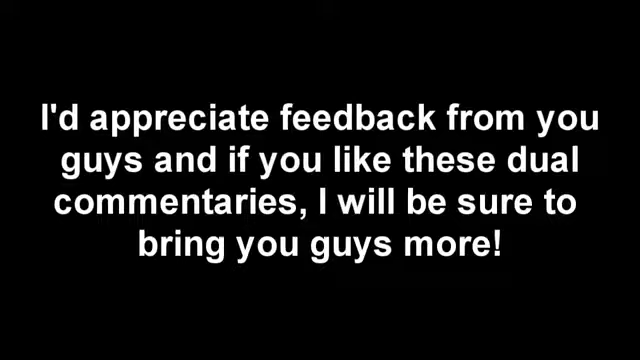 I'd appreciate feedback from you
guys and if you like these dual
commentaries, I will be sure to
bring you guys more!